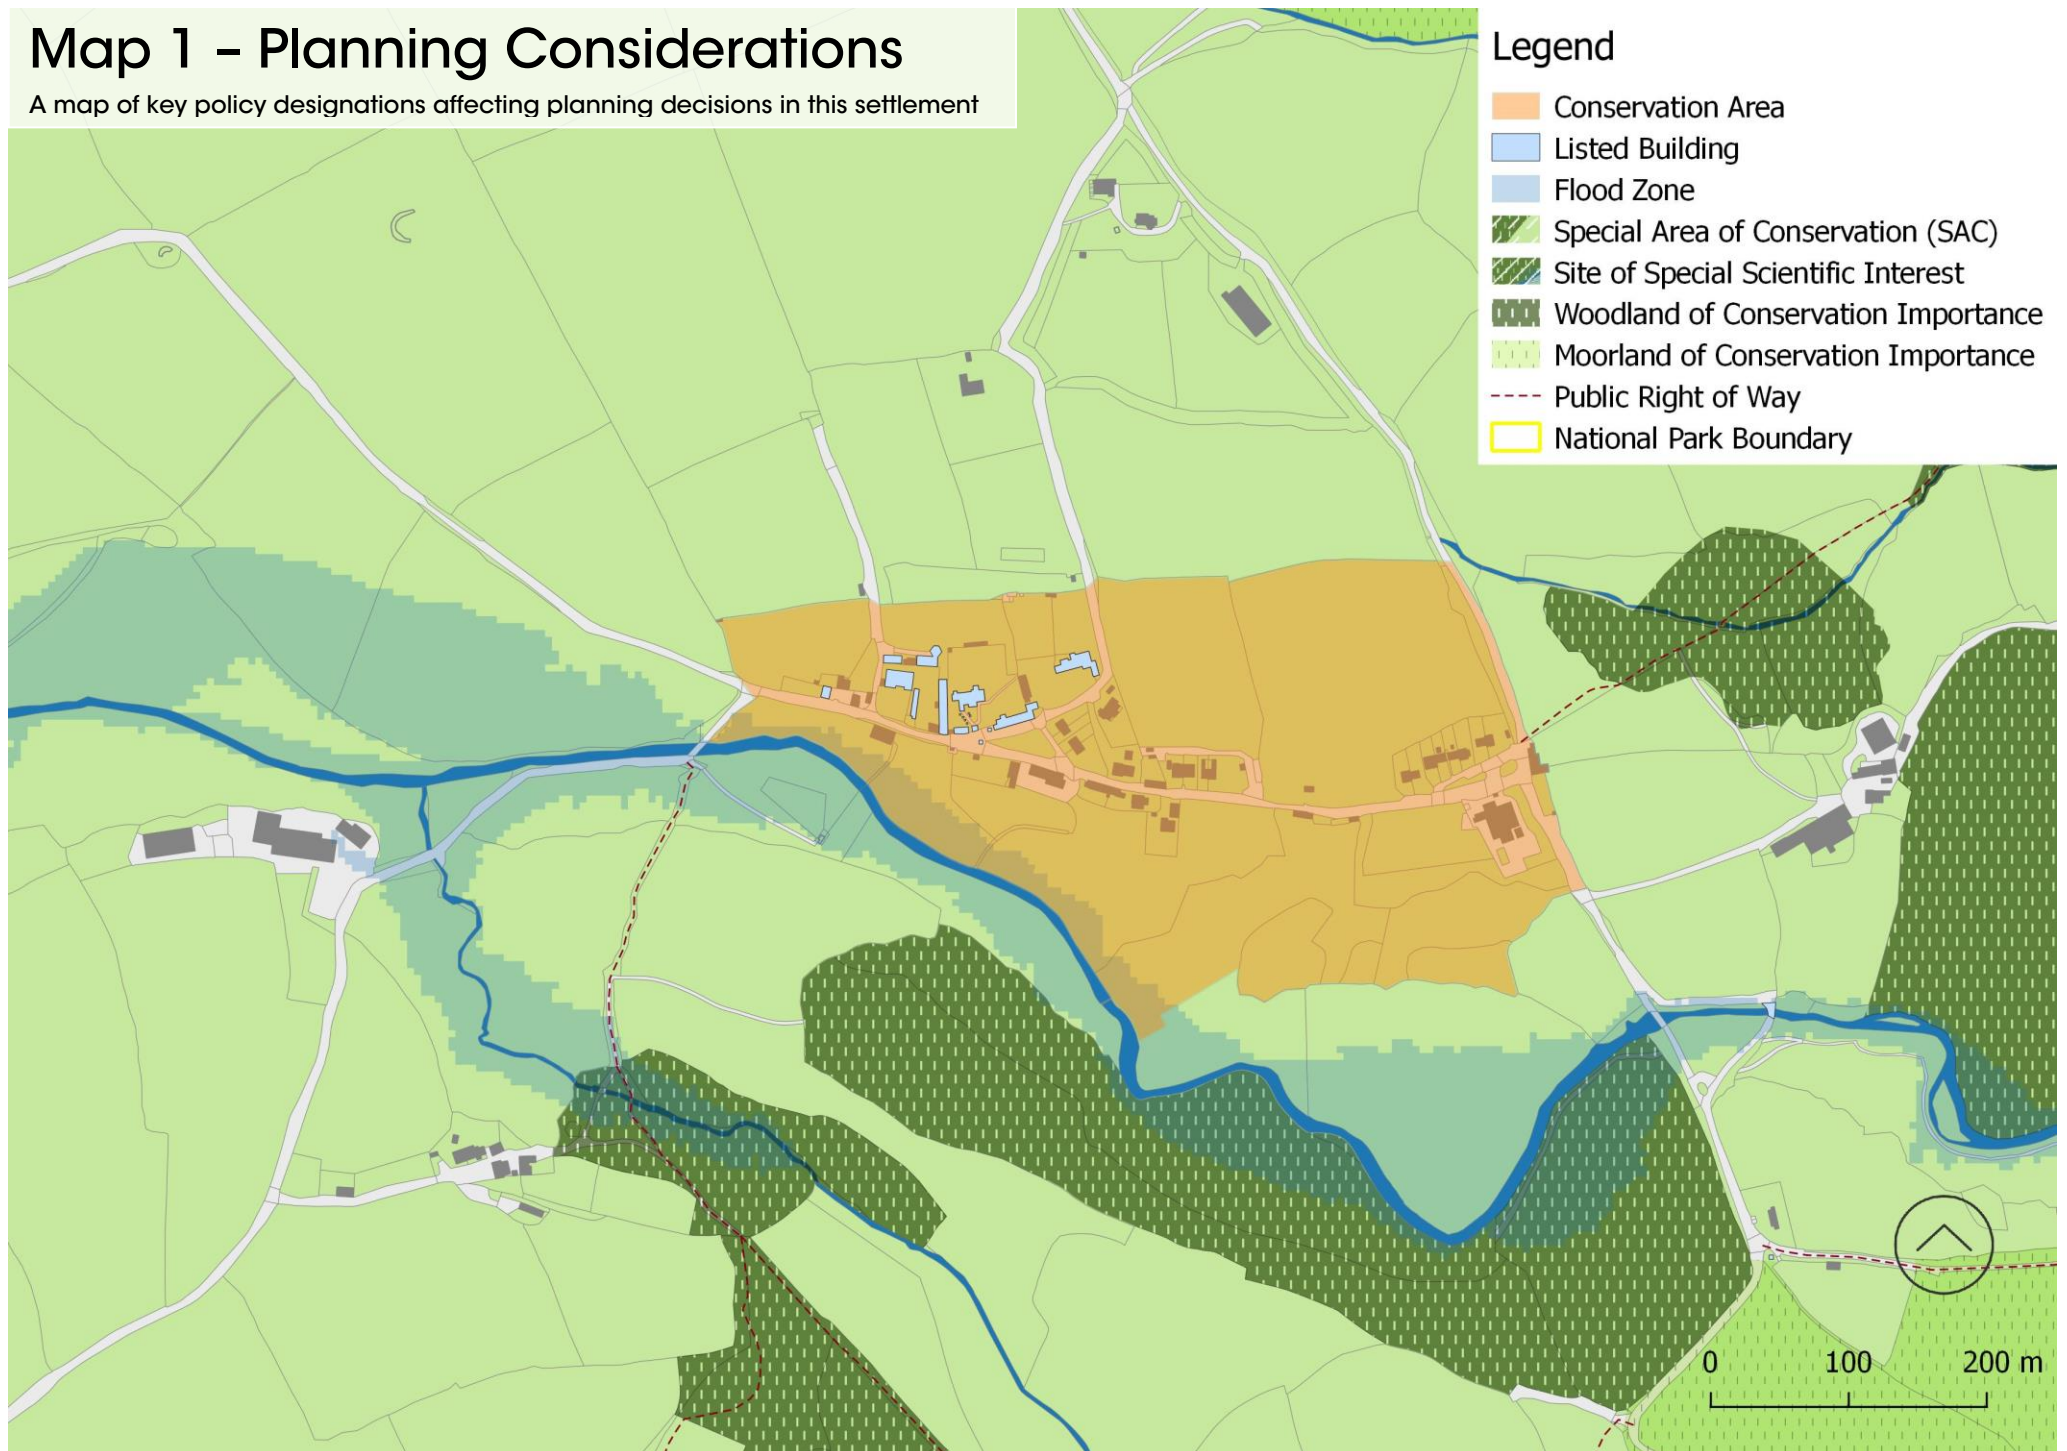 Map 1 – Planning Considerations
A map of key policy designations affecting planning decisions in this settlement
Legend
Conservation Area
Listed Building
Flood Zone
Special Area of Conservation (SAC)
Site of Special Scientific Interest
Woodland of Conservation Importance
Moorland of Conservation Importance
Public Right of Way
National Park Boundary
0 100 200 m